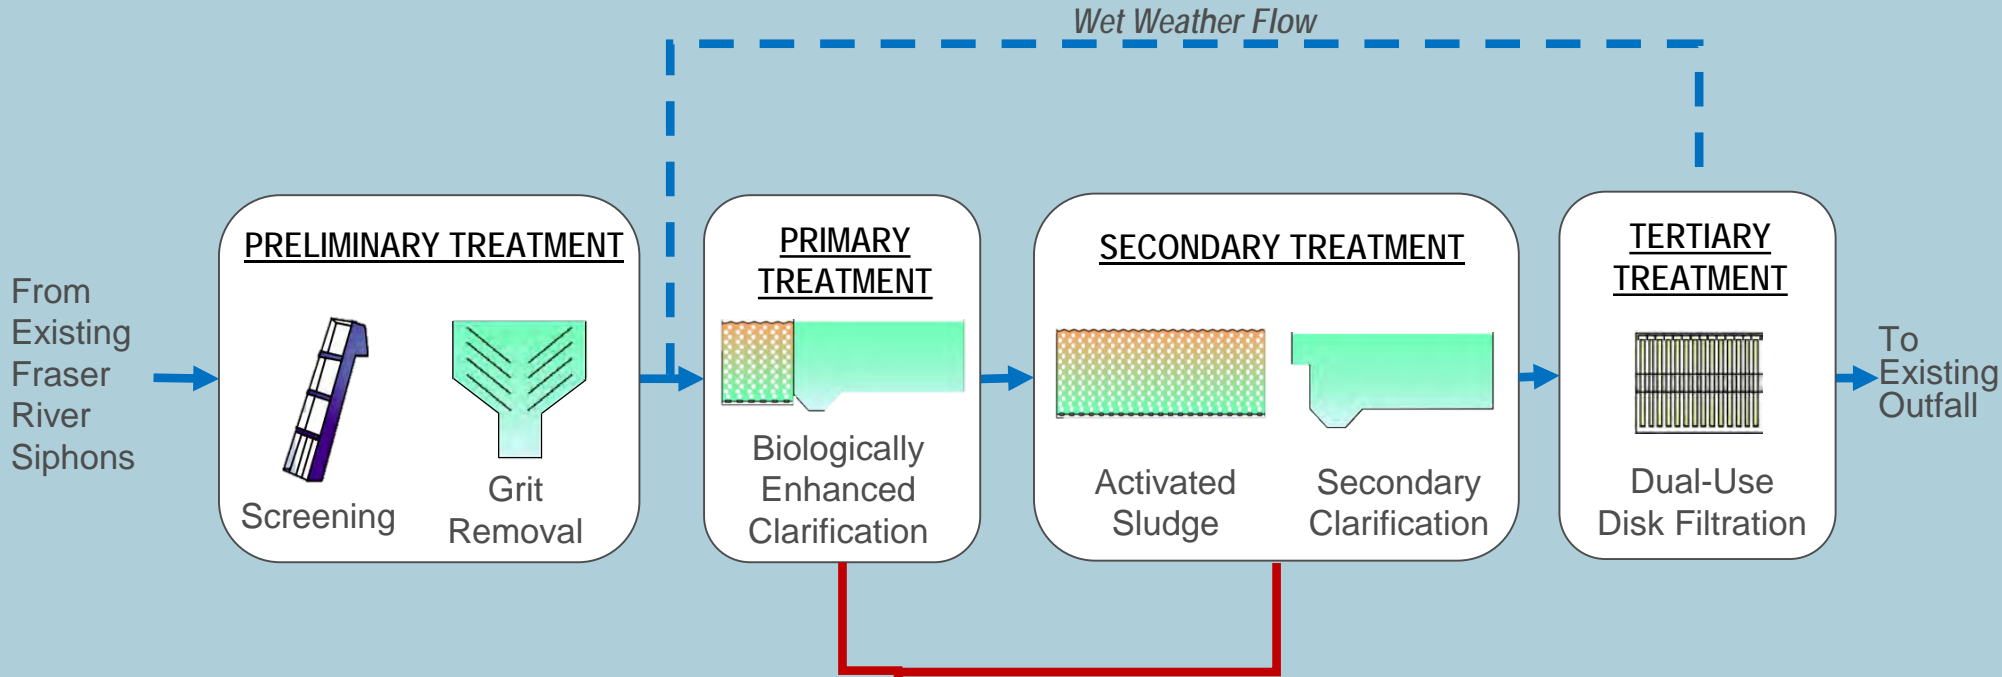 Wet Weather Flow
From
Existing
Fraser
River
Siphons
PRELIMINARY TREATMENT
Screening
Grit
Removal
PRIMARY
TREATMENT
Biologically
Enhanced
Clarification
SECONDARY TREATMENT
Activated
Sludge
Secondary
Clarification
TERTIARY
TREATMENT
Dual-Use
Disk Filtration
To
Existing
Outfall